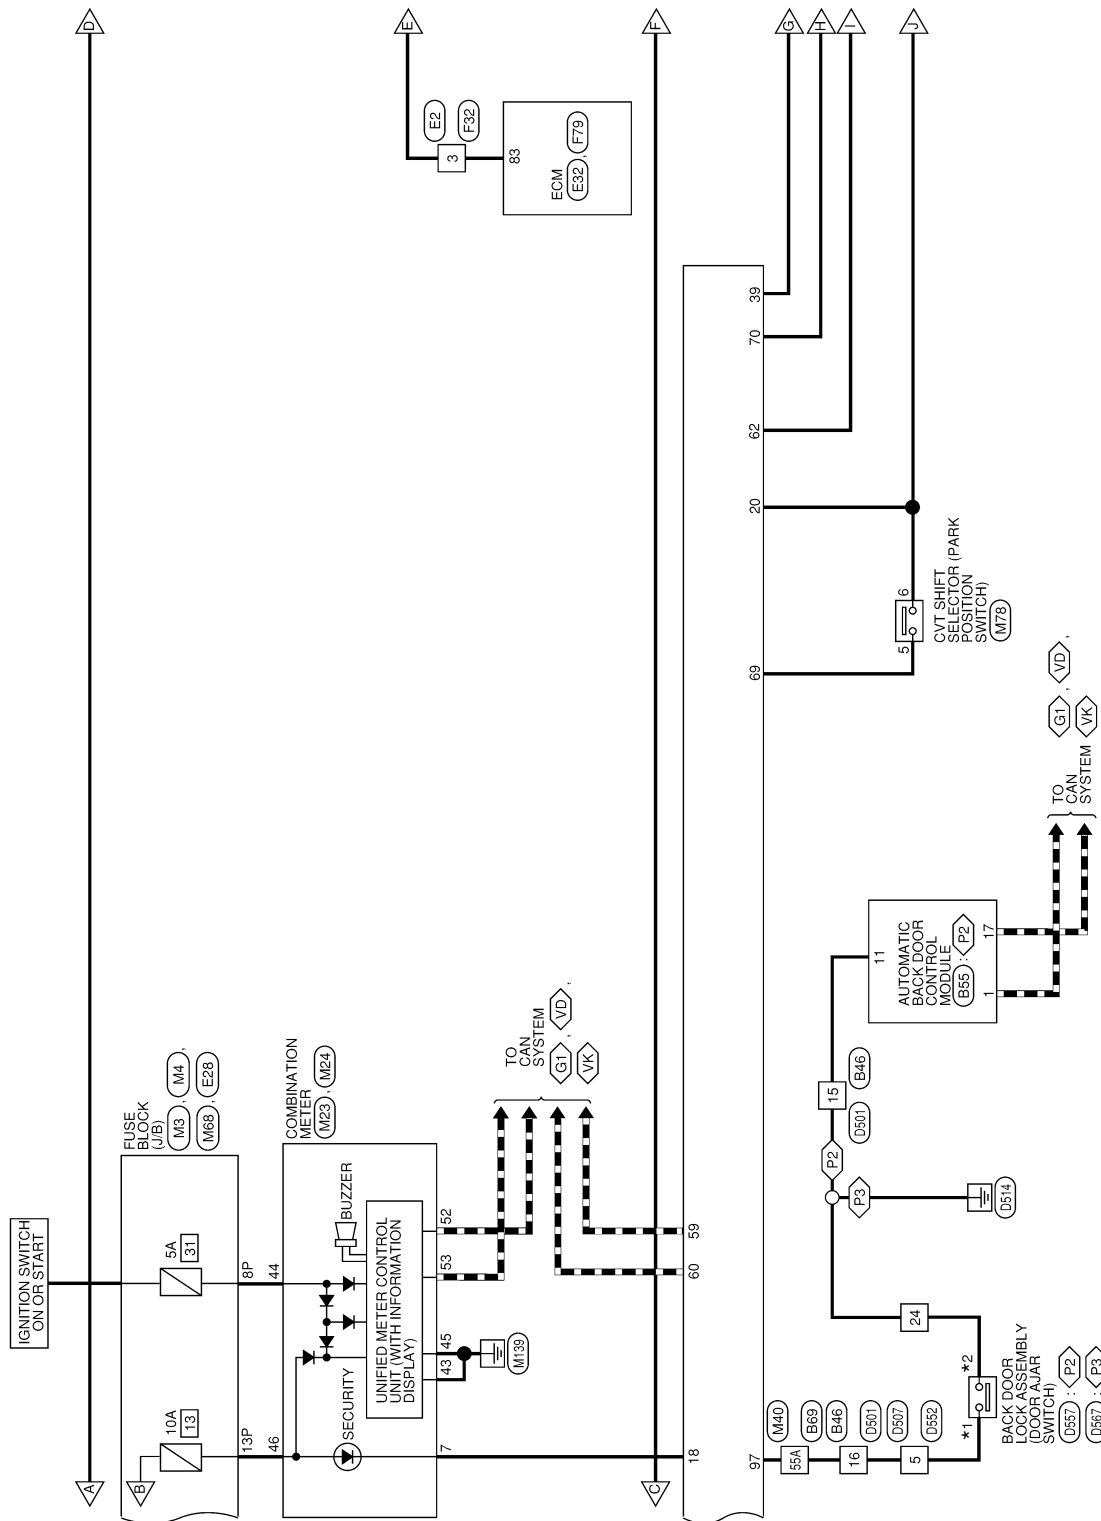 IGNITION SWITCH
ON OR START
A
D
B
10A
13
5A
31
FUSE
BLOCK
(J/B)
M3 , M4 ,
M68 , E28
13P
8P
46
44
COMBINATION
METER
M23 , M24
SECURITY
BUZZER
UNIFIED METER CONTROL
UNIT (WITH INFORMATION
DISPLAY)
7
43
45
53
52
M139
TO
CAN
SYSTEM
G1 , VD ,
VK
E
E2
F32
3
83
ECM
E32 , F79
C
F
18
60
59
97
69
20
62
70
39
G
H
I
J
M40
55A
B69
B46
16
D501
D507
5
D552
*1
*2
BACK DOOR
LOCK ASSEMBLY
(DOOR AJAR
SWITCH)
D557 : P2
D567 : P3
24
P2
P3
D514
15
D501
B46
11
AUTOMATIC
BACK DOOR
CONTROL
MODULE
B55 : P2
1
17
TO
CAN
SYSTEM
G1 , VD ,
VK
5
6
CVT SHIFT
SELECTOR (PARK
POSITION
SWITCH)
M78